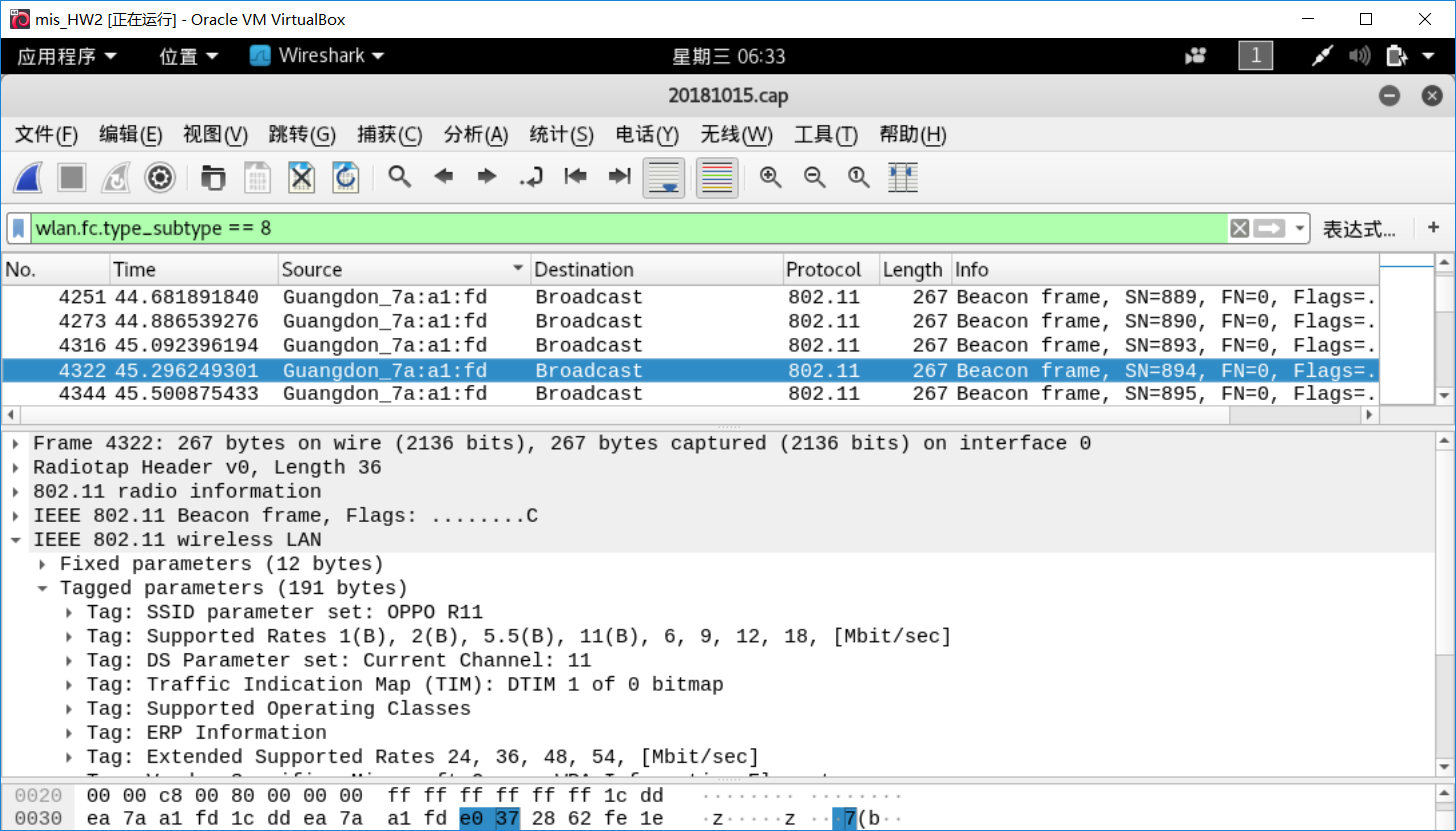 mis_HW2 [正在运行] - Oracle VM VirtualBox
应用程序 位置 Wireshark 星期三 06:33 1
20181015.cap
文件(F) 编辑(E) 视图(V) 跳转(G) 捕获(C) 分析(A) 统计(S) 电话(Y) 无线(W) 工具(T) 帮助(H)
wlan.fc.type_subtype == 8 表达式... +
No. Time Source Destination Protocol Length Info
4251 44.681891840 Guangdon_7a:a1:fd Broadcast 802.11 267 Beacon frame, SN=889, FN=0, Flags=.
4273 44.886539276 Guangdon_7a:a1:fd Broadcast 802.11 267 Beacon frame, SN=890, FN=0, Flags=.
4316 45.092396194 Guangdon_7a:a1:fd Broadcast 802.11 267 Beacon frame, SN=893, FN=0, Flags=.
4322 45.296249301 Guangdon_7a:a1:fd Broadcast 802.11 267 Beacon frame, SN=894, FN=0, Flags=.
4344 45.500875433 Guangdon_7a:a1:fd Broadcast 802.11 267 Beacon frame, SN=895, FN=0, Flags=.
Frame 4322: 267 bytes on wire (2136 bits), 267 bytes captured (2136 bits) on interface 0
Radiotap Header v0, Length 36
802.11 radio information
IEEE 802.11 Beacon frame, Flags: ........C
IEEE 802.11 wireless LAN
Fixed parameters (12 bytes)
Tagged parameters (191 bytes)
Tag: SSID parameter set: OPPO R11
Tag: Supported Rates 1(B), 2(B), 5.5(B), 11(B), 6, 9, 12, 18, [Mbit/sec]
Tag: DS Parameter set: Current Channel: 11
Tag: Traffic Indication Map (TIM): DTIM 1 of 0 bitmap
Tag: Supported Operating Classes
Tag: ERP Information
Tag: Extended Supported Rates 24, 36, 48, 54, [Mbit/sec]
0020 00 00 c8 00 80 00 00 00 ff ff ff ff ff ff 1c dd ········ ········
0030 ea 7a a1 fd 1c dd ea 7a a1 fd e0 37 28 62 fe 1e ·z·····z ···7(b··